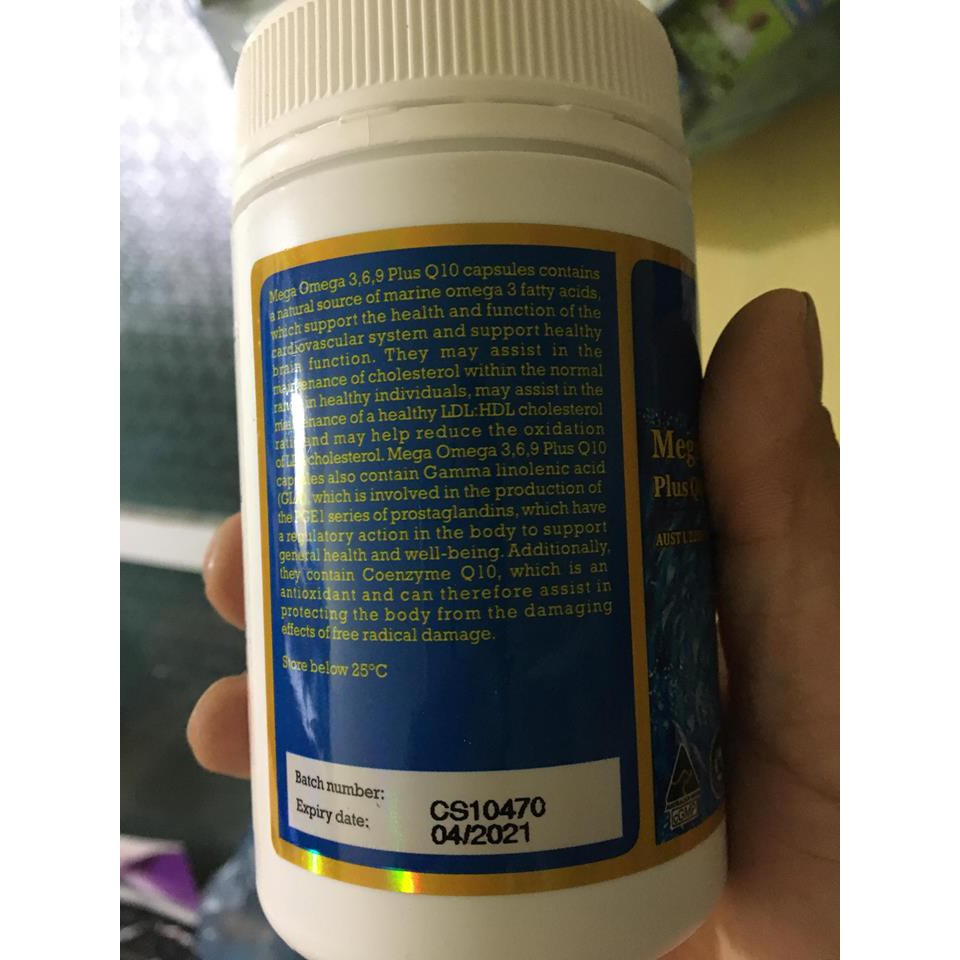 Mega Omega 3,6,9 Plus Q10 capsules contains
a natural source of marine omega 3 fatty acids,
which support the health and function of the
cardiovascular system and support healthy
brain function. They may assist in the
maintenance of cholesterol within the normal
range in healthy individuals, may assist in the
maintenance of a healthy LDL:HDL cholesterol
ratio and may help reduce the oxidation
of LDL cholesterol. Mega Omega 3,6,9 Plus Q10
capsules also contain Gamma linolenic acid
(GLA), which is involved in the production of
the PGE1 series of prostaglandins, which have
a regulatory action in the body to support
general health and well-being. Additionally,
they contain Coenzyme Q10, which is an
antioxidant and can therefore assist in
protecting the body from the damaging
effects of free radical damage.
Store below 25°C
Batch number: CS10470
Expiry date: 04/2021
Meg
Plus Q
AUST L
cGMP